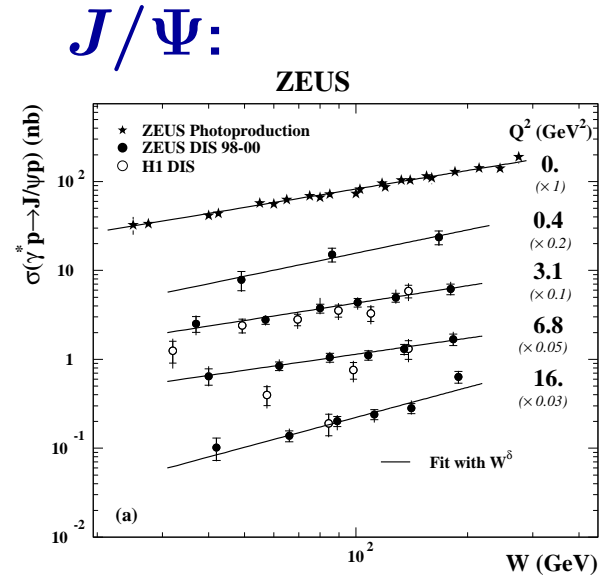 J/Ψ:
ZEUS
σ(γ* p→J/ψp) (nb)
★ ZEUS Photoproduction
● ZEUS DIS 98-00
○ H1 DIS
Q² (GeV²)
0.
(× 1)
0.4
(× 0.2)
3.1
(× 0.1)
6.8
(× 0.05)
16.
(× 0.03)
10²
10
1
10⁻¹
10⁻²
Fit with W^δ
(a)
10²
W (GeV)